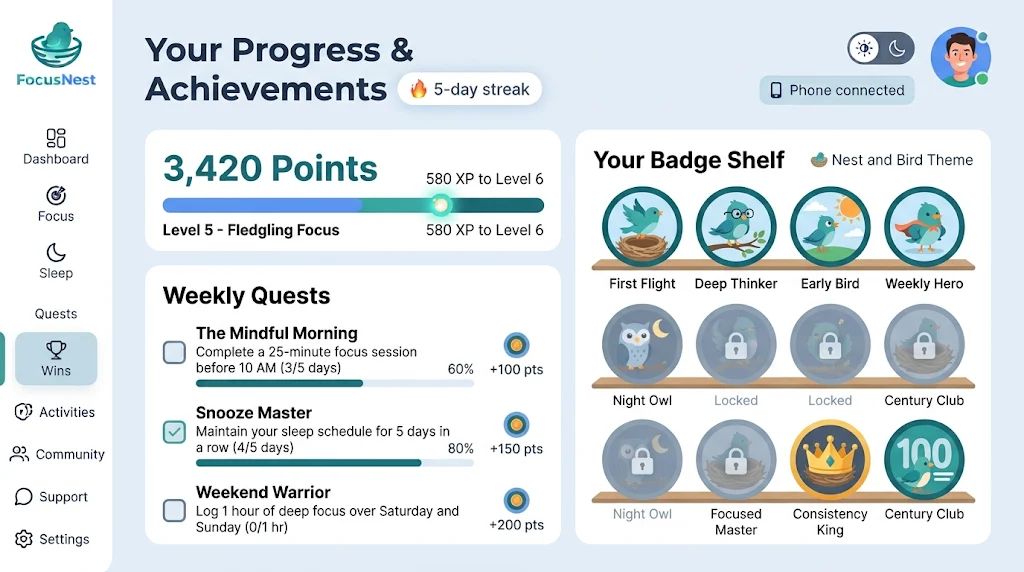 FocusNest
Dashboard
Focus
Sleep
Quests
Wins
Activities
Community
Support
Settings
Your Progress &
Achievements
5-day streak
Phone connected
3,420 Points
580 XP to Level 6
Level 5 - Fledgling Focus
580 XP to Level 6
Weekly Quests
The Mindful Morning
Complete a 25-minute focus session
before 10 AM (3/5 days)
60%
+100 pts
Snooze Master
Maintain your sleep schedule for 5 days in
a row (4/5 days)
80%
+150 pts
Weekend Warrior
Log 1 hour of deep focus over Saturday and
Sunday (0/1 hr)
+200 pts
Your Badge Shelf
Nest and Bird Theme
First Flight
Deep Thinker
Early Bird
Weekly Hero
Night Owl
Locked
Locked
Century Club
100
Night Owl
Focused
Master
Consistency
King
Century Club